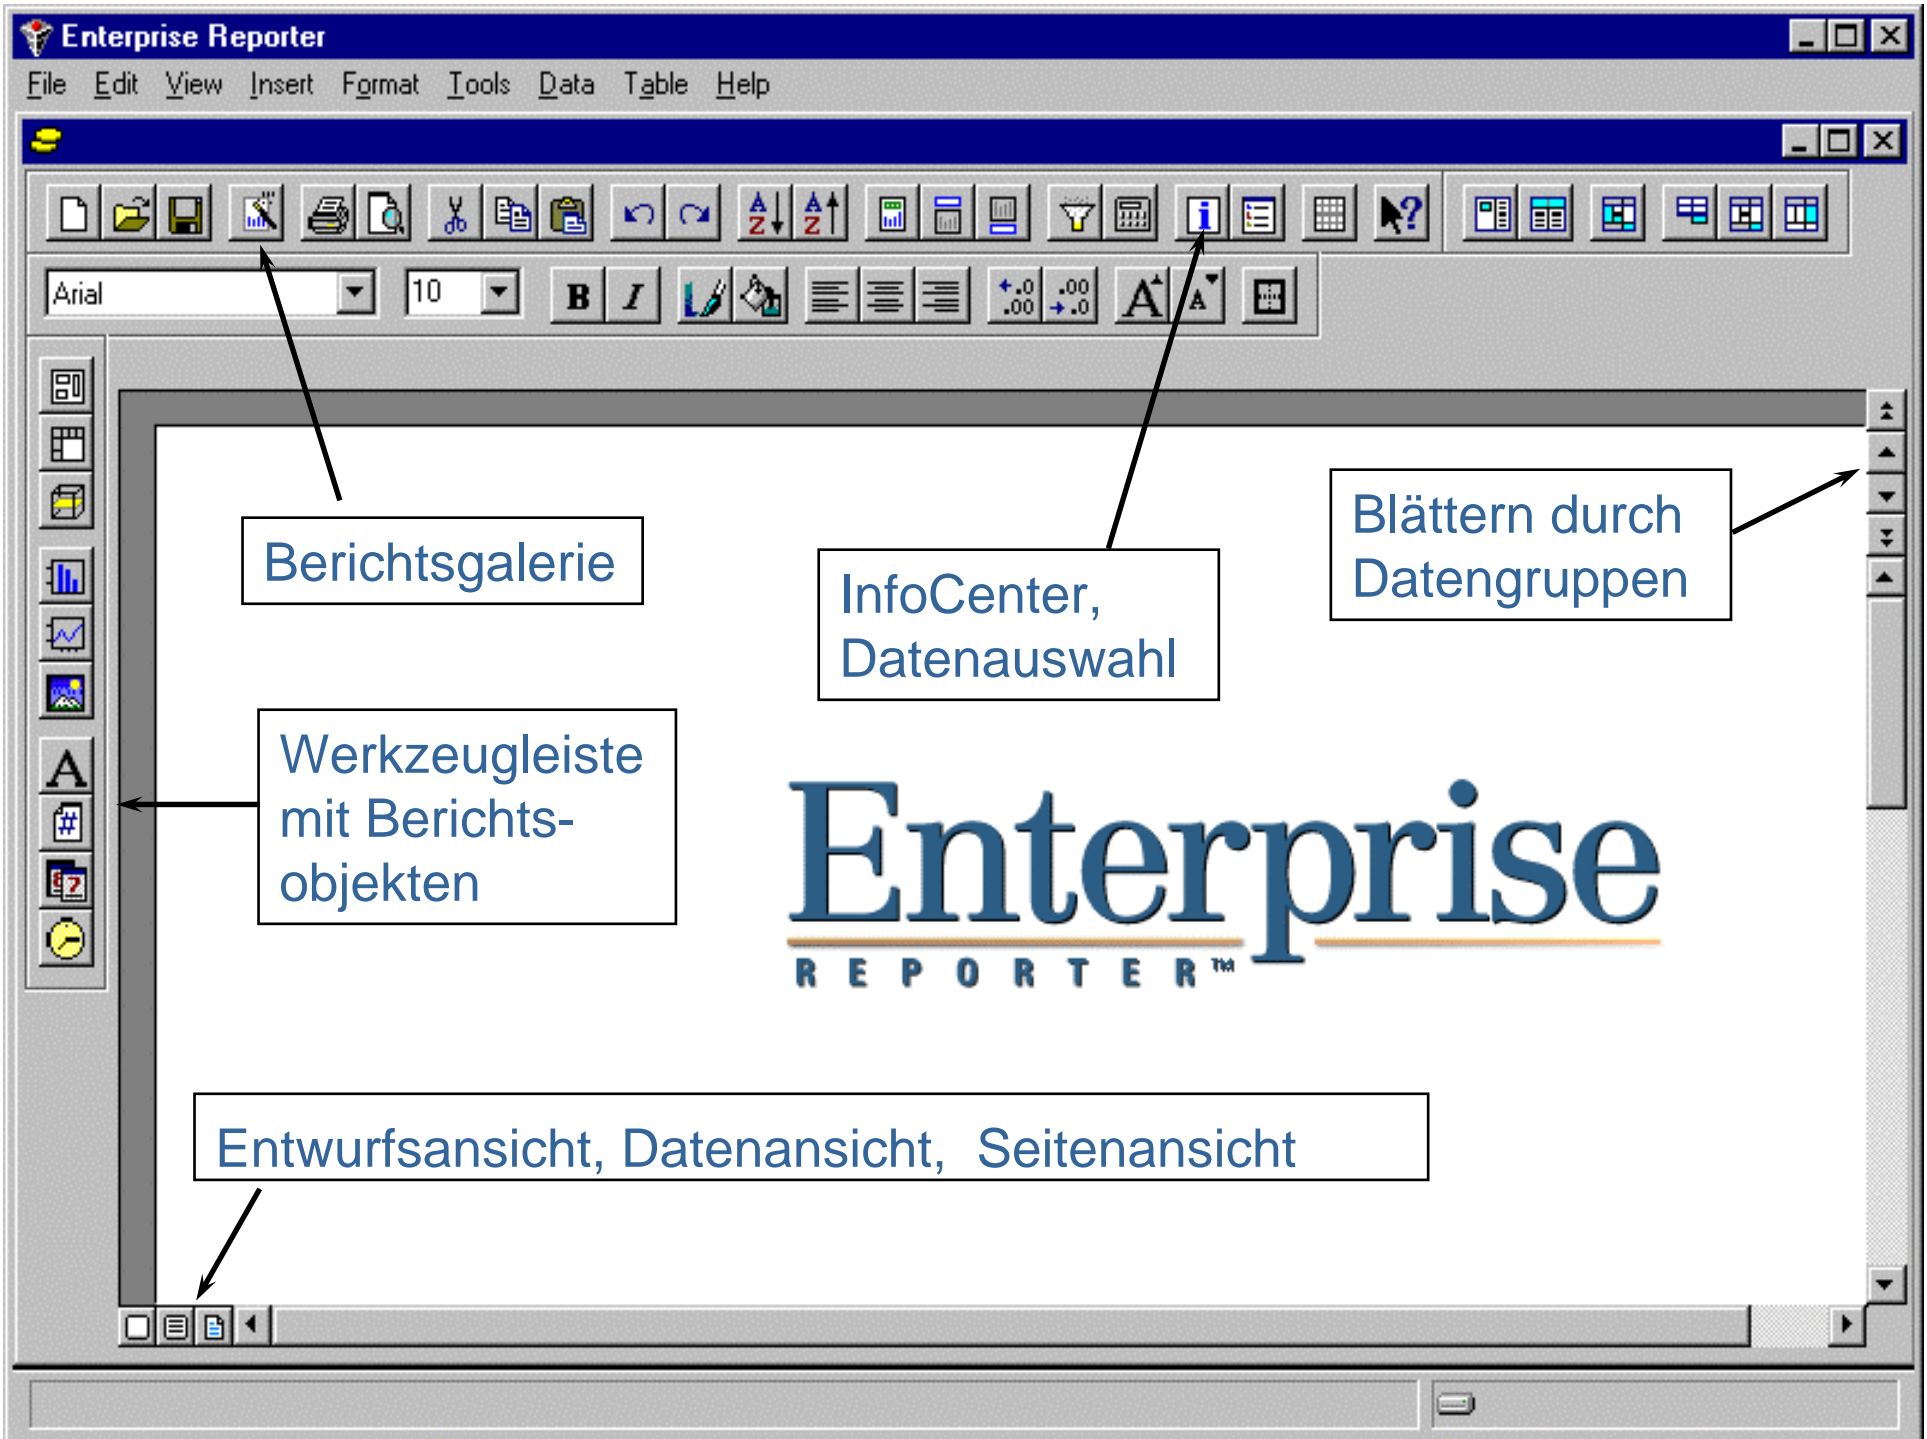 Enterprise Reporter
File Edit View Insert Format Tools Data Table Help
Arial 10
Berichtsgalerie
InfoCenter,
Datenauswahl
Blättern durch
Datengruppen
Werkzeugleiste
mit Berichts-
objekten
Enterprise
REPORTER™
Entwurfsansicht, Datenansicht, Seitenansicht